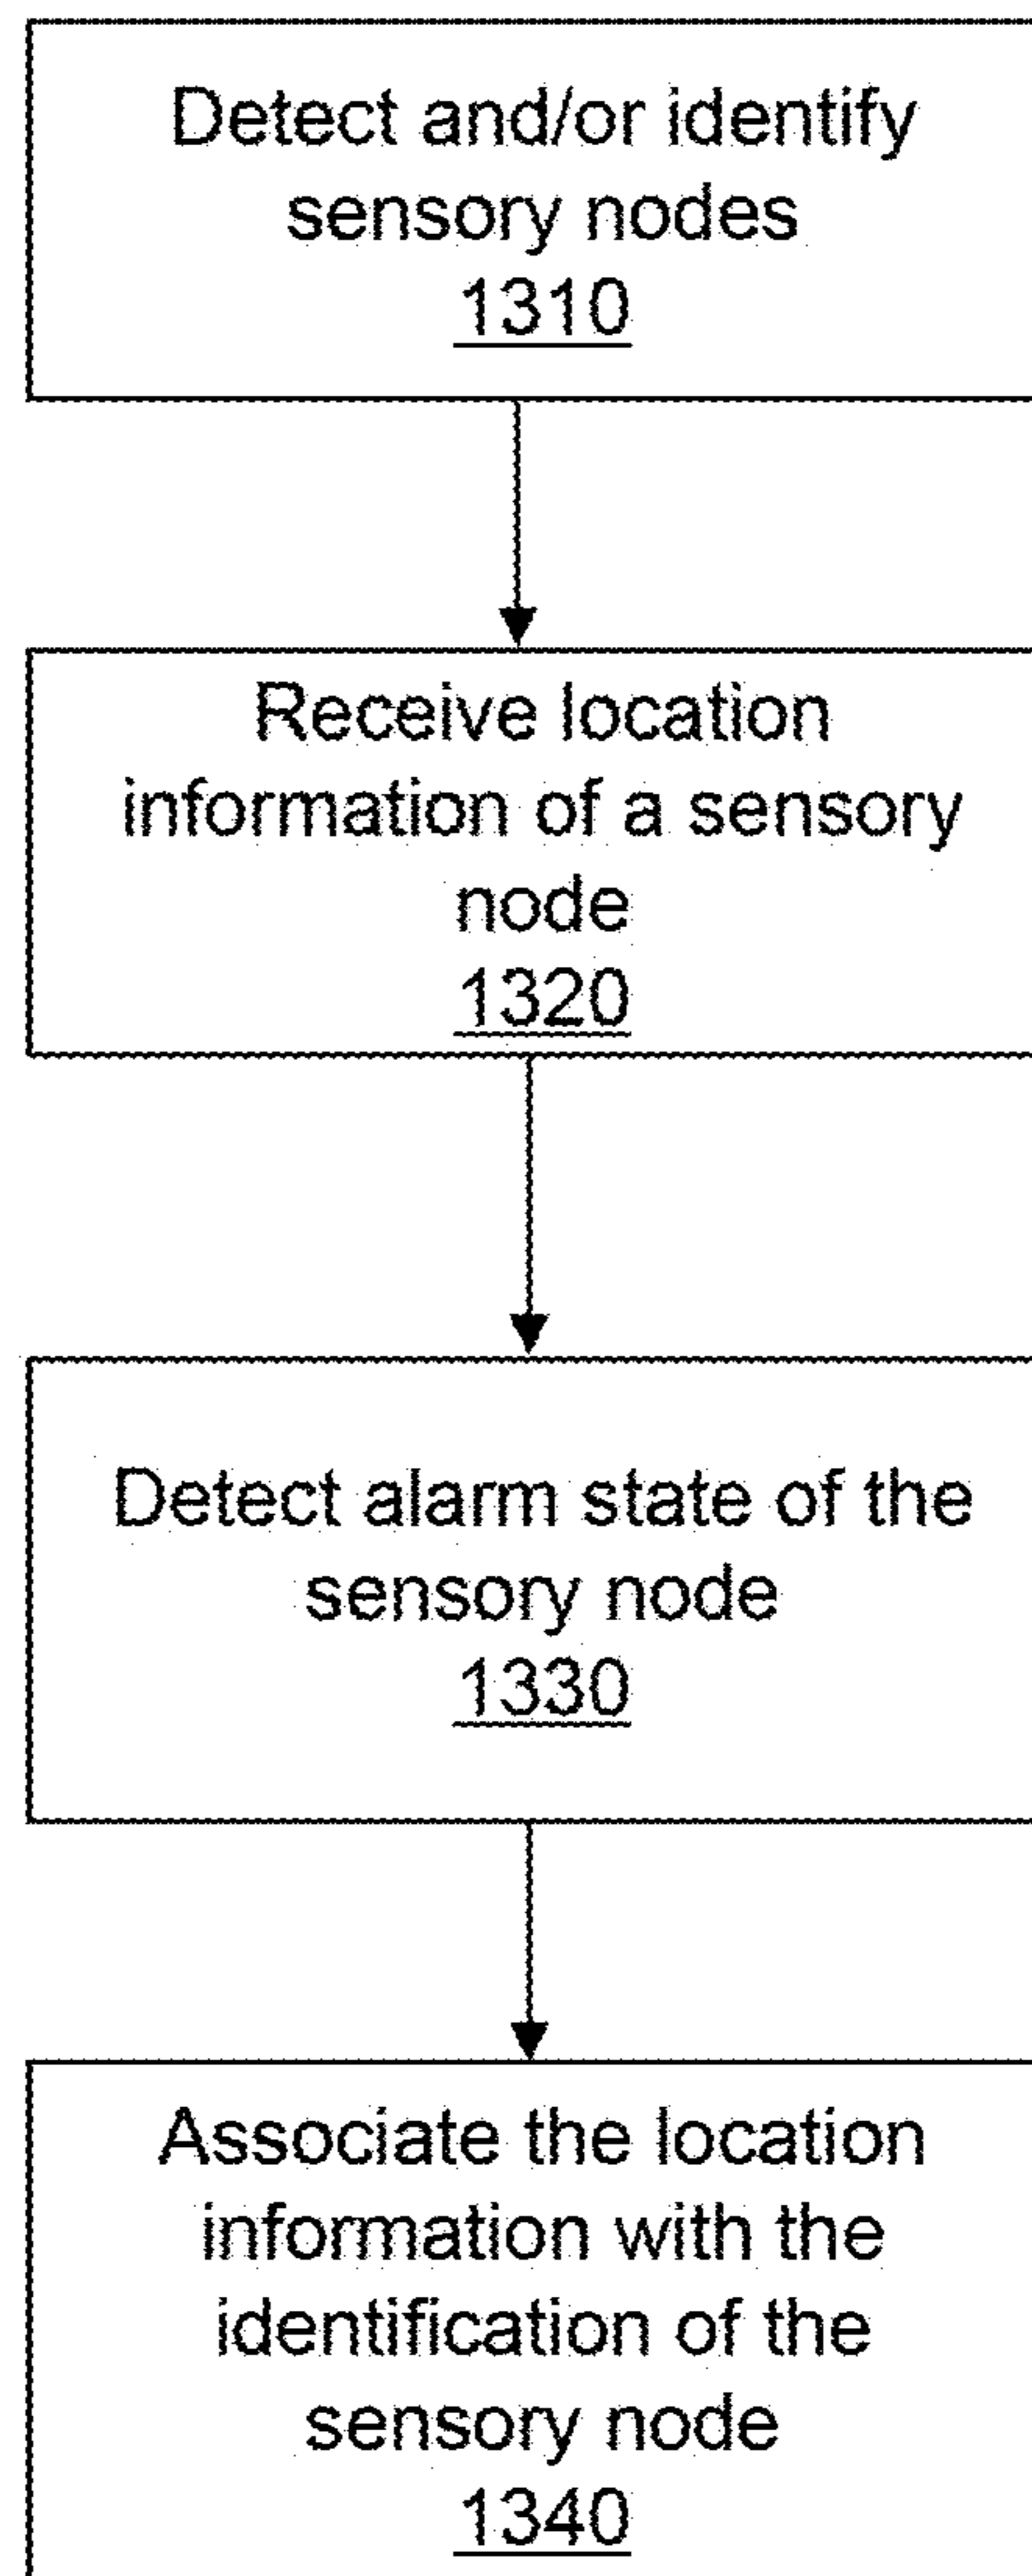 Detect and/or identify
sensory nodes
1310
Receive location
information of a sensory
node
1320
Detect alarm state of the
sensory node
1330
Associate the location
information with the
identification of the
sensory node
1340